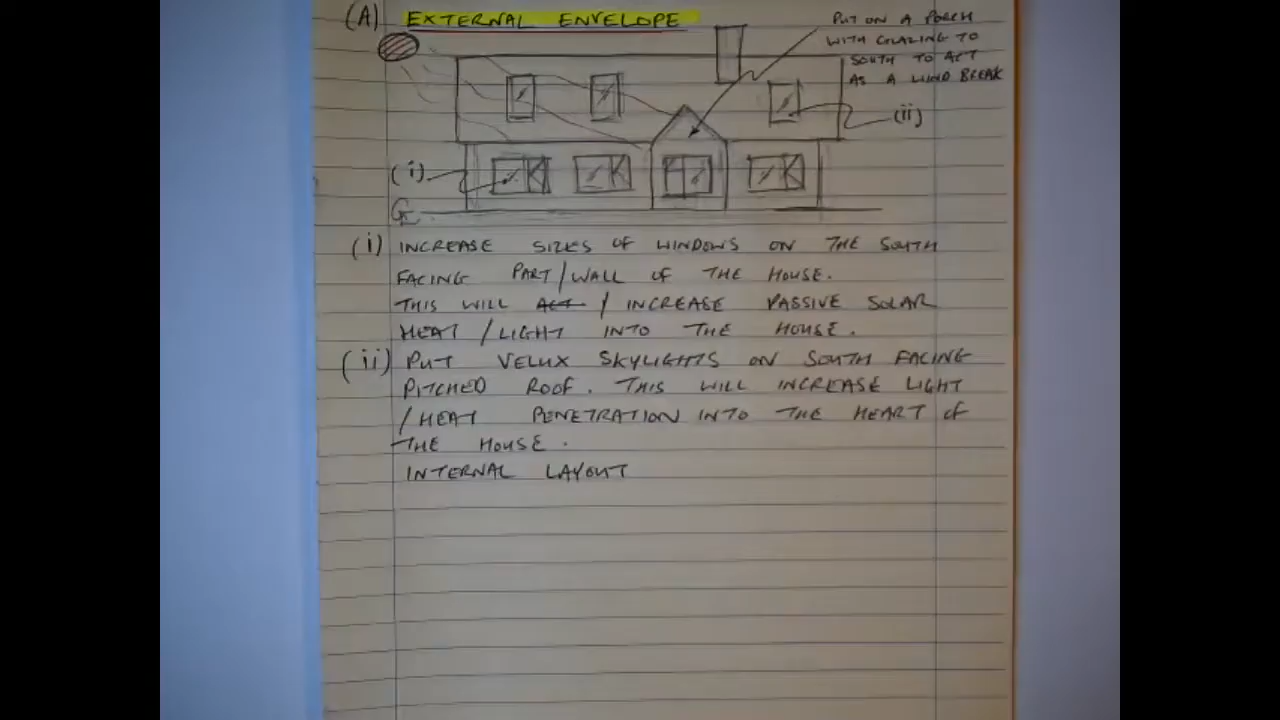 (A) EXTERNAL ENVELOPE
PUT ON A PORCH
WITH GLAZING TO
SOUTH TO ACT
AS A WIND BREAK
(ii)
(i)
GL
(i) INCREASE SIZES OF WINDOWS ON THE SOUTH
FACING PART/WALL OF THE HOUSE.
THIS WILL ACT / INCREASE PASSIVE SOLAR
HEAT /LIGHT INTO THE HOUSE.
(ii) PUT VELUX SKYLIGHTS ON SOUTH FACING
PITCHED ROOF. THIS WILL INCREASE LIGHT
/HEAT PENETRATION INTO THE HEART OF
THE HOUSE.
INTERNAL LAYOUT